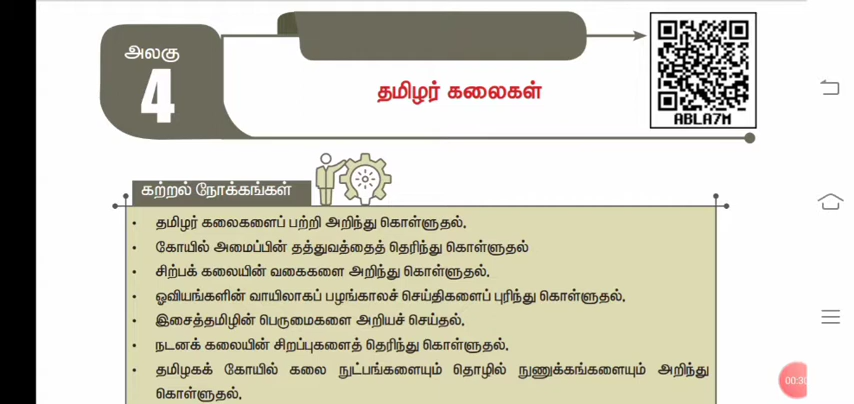 அலகு
4
தமிழர் கலைகள்
ABLA7M
கற்றல் நோக்கங்கள்
• தமிழர் கலைகளைப் பற்றி அறிந்து கொள்ளுதல்.
• கோயில் அமைப்பின் தத்துவத்தைத் தெரிந்து கொள்ளுதல்
• சிற்பக் கலையின் வகைகளை அறிந்து கொள்ளுதல்.
• ஓவியங்களின் வாயிலாகப் பழங்காலச் செய்திகளைப் புரிந்து கொள்ளுதல்.
• இசைத்தமிழின் பெருமைகளை அறியச் செய்தல்.
• நடனக் கலையின் சிறப்புகளைத் தெரிந்து கொள்ளுதல்.
• தமிழகக் கோயில் கலை நுட்பங்களையும் தொழில் நுணுக்கங்களையும் அறிந்து
கொள்ளுதல்.
00:30